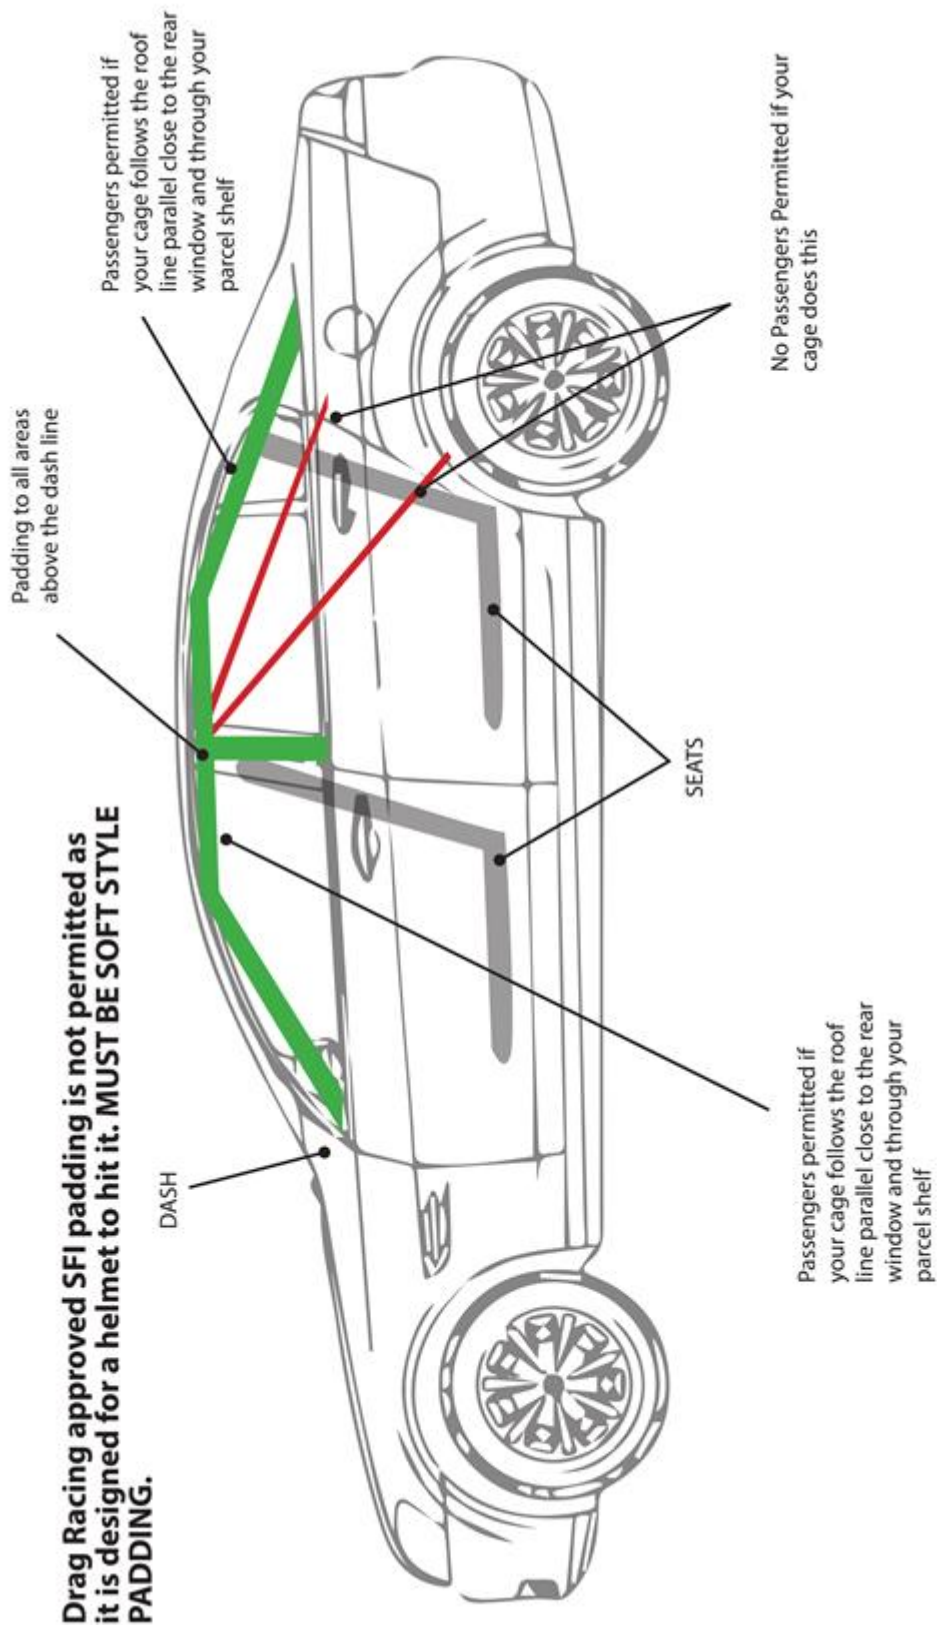 Drag Racing approved SFI padding is not permitted as
it is designed for a helmet to hit it. MUST BE SOFT STYLE
PADDING.
Padding to all areas
above the dash line
Passengers permitted if
your cage follows the roof
line parallel close to the rear
window and through your
parcel shelf
DASH
SEATS
Passengers permitted if
your cage follows the roof
line parallel close to the rear
window and through your
parcel shelf
No Passengers Permitted if your
cage does this